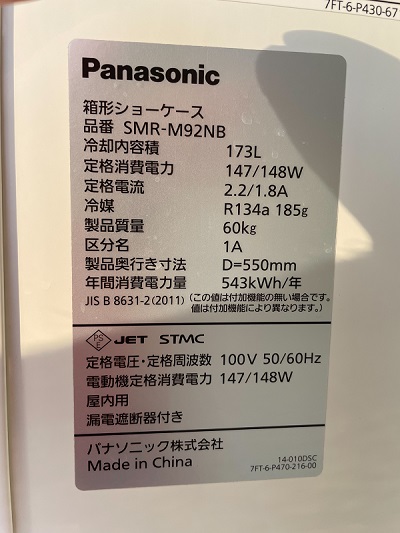 7FT-6-P430-67
Panasonic
箱形ショーケース
品番 SMR-M92NB
冷却内容積 173L
定格消費電力 147/148W
定格電流 2.2/1.8A
冷媒 R134a 185g
製品質量 60kg
区分名 1A
製品奥行き寸法 D=550mm
年間消費電力量 543kWh/年
JIS B 8631-2(2011) (この値は付加機能の無い場合です。
値は付加機能により異なります。)
PS E JET STMC
定格電圧・定格周波数 100V 50/60Hz
電動機定格消費電力 147/148W
屋内用
漏電遮断器付き
パナソニック株式会社
Made in China
14-010DSC
7FT-6-P470-216-00